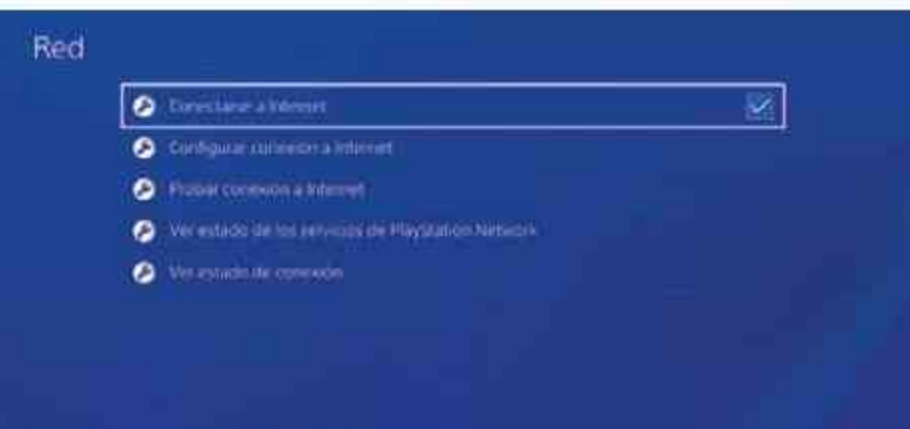 Red
Conectarse a Internet
Configurar conexión a Internet
Probar conexión a Internet
Ver estado de los servicios de PlayStation Network
Ver estado de conexión